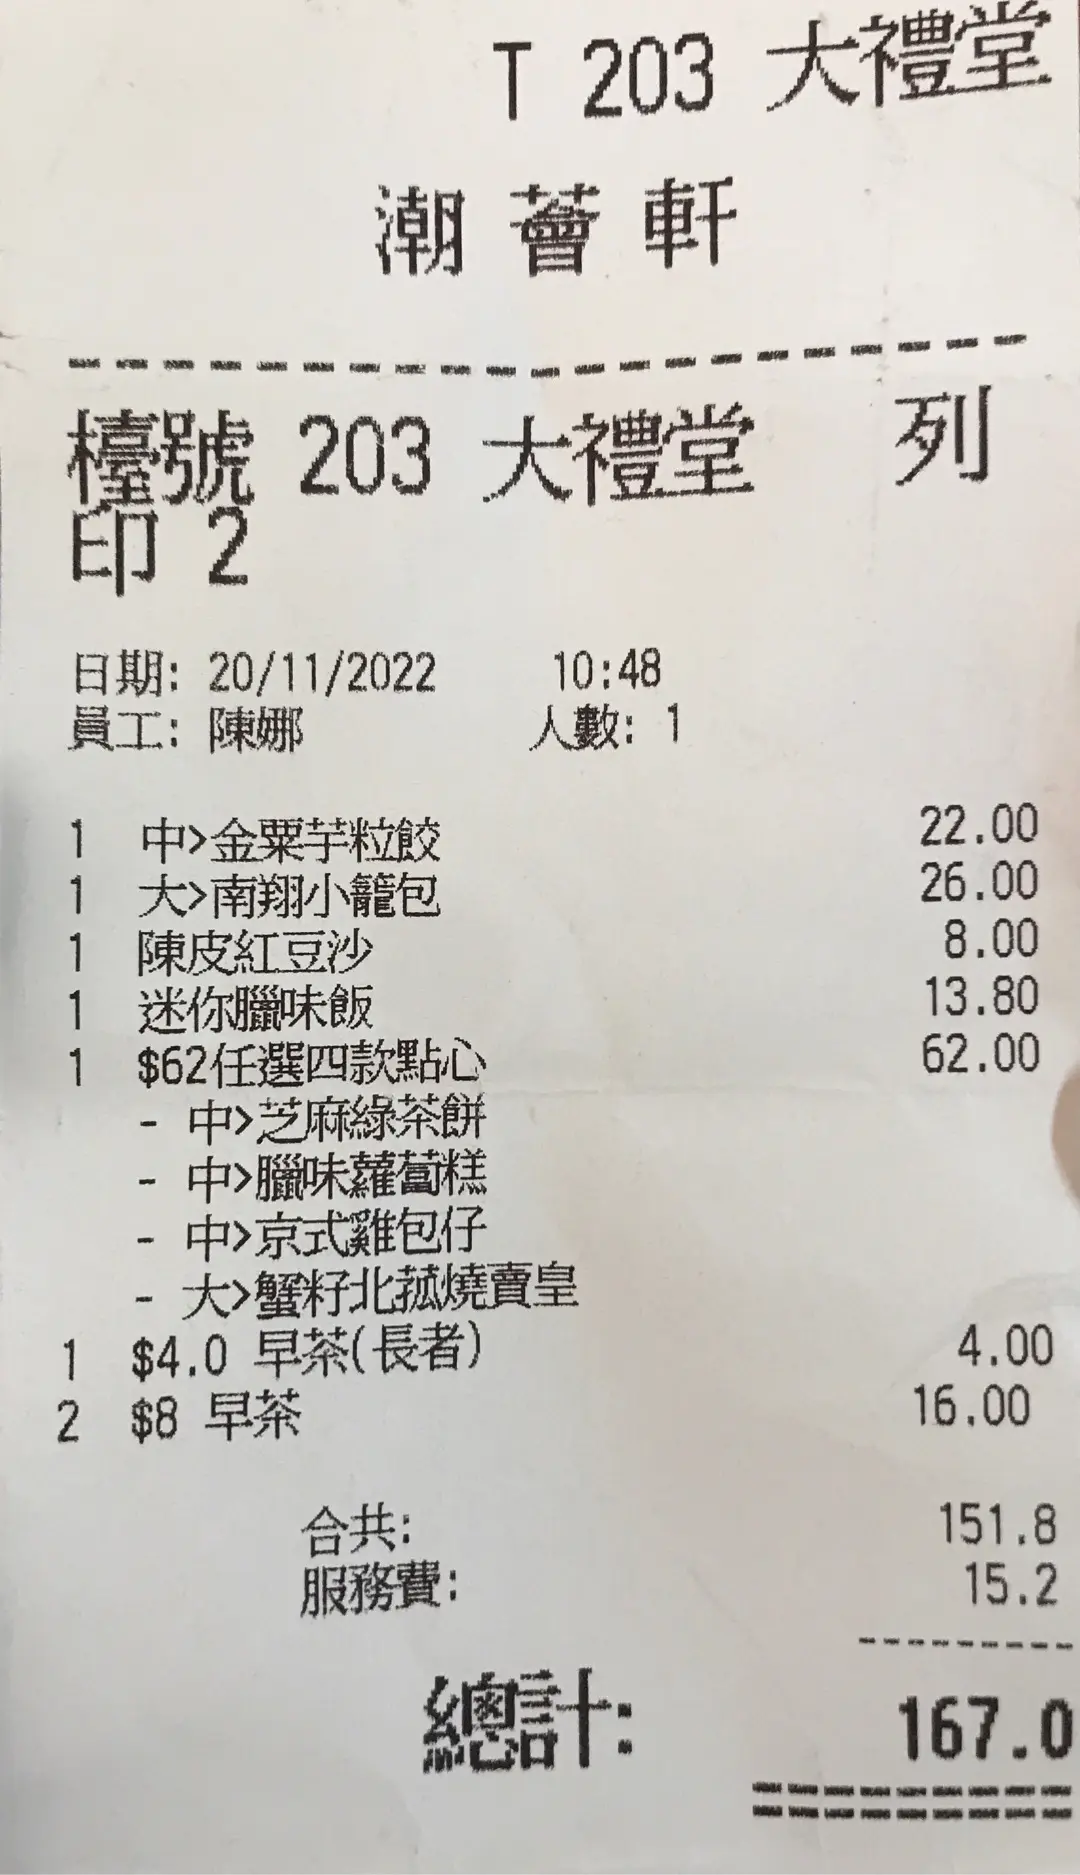 T 203 大禮堂
潮薈軒
檯號 203 大禮堂 列
印 2
日期: 20/11/2022 10:48
員工: 陳娜 人數: 1
1 中>金粟芋粒餃 22.00
1 大>南翔小籠包 26.00
1 陳皮紅豆沙 8.00
1 迷你臘味飯 13.80
1 $62任選四款點心 62.00
- 中>芝麻綠茶餅
- 中>臘味蘿蔔糕
- 中>京式雞包仔
- 大>蟹籽北菰燒賣皇
1 $4.0 早茶(長者) 4.00
2 $8 早茶 16.00
合共: 151.8
服務費: 15.2
總計: 167.0